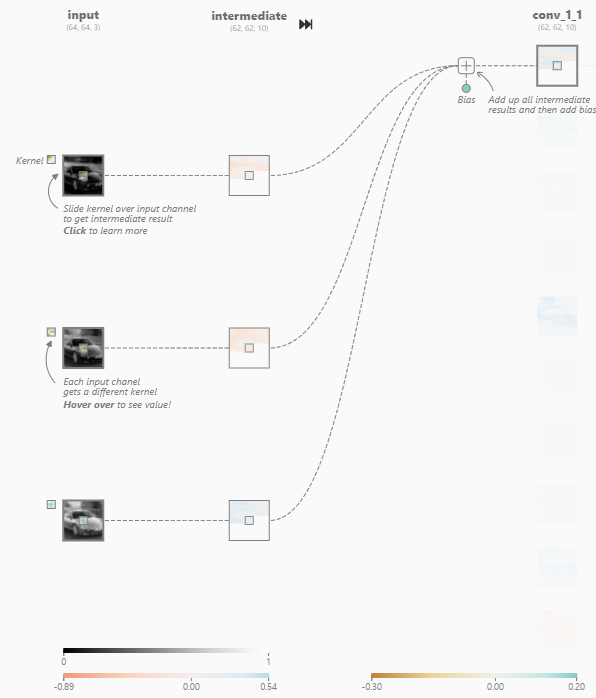 input
(64, 64, 3)
intermediate
(62, 62, 10)
conv_1_1
(62, 62, 10)
Bias
Add up all intermediate
results and then add bias
Kernel
Slide kernel over input channel
to get intermediate result
Click to learn more
Each input chanel
gets a different kernel
Hover over to see value!
0
1
-0.89
0.00
0.54
-0.30
0.00
0.20